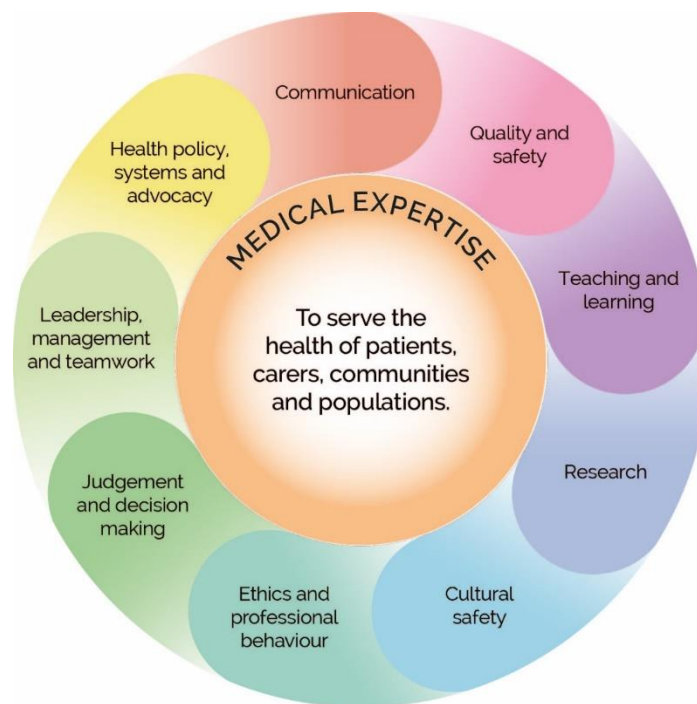 Communication
Quality and
safety
Teaching and
learning
Research
Cultural
safety
Ethics and
professional
behaviour
Judgement
and decision
making
Leadership,
management
and teamwork
Health policy,
systems and
advocacy
MEDICAL EXPERTISE
To serve the
health of patients,
carers, communities
and populations.